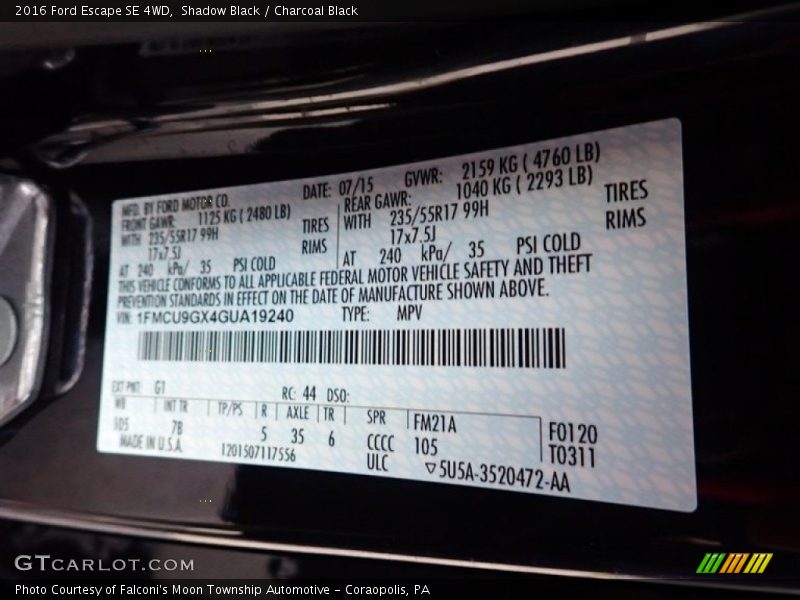 2016 Ford Escape SE 4WD, Shadow Black / Charcoal Black
MFD. BY FORD MOTOR CO.
DATE: 07/15 GVWR: 2159 KG ( 4760 LB)
FRONT GAWR: 1125 KG ( 2480 LB)
REAR GAWR: 1040 KG ( 2293 LB)
WITH 235/55R17 99H TIRES
WITH 235/55R17 99H TIRES
17x7.5J RIMS
17x7.5J RIMS
AT 240 kPa/ 35 PSI COLD
AT 240 kPa/ 35 PSI COLD
THIS VEHICLE CONFORMS TO ALL APPLICABLE FEDERAL MOTOR VEHICLE SAFETY AND THEFT
PREVENTION STANDARDS IN EFFECT ON THE DATE OF MANUFACTURE SHOWN ABOVE.
VIN: 1FMCU9GX4GUA19240 TYPE: MPV
EXT PNT: G1 RC: 44 DSO:
WB INT TR TP/PS R AXLE TR SPR FM21A
105 7B 5 35 6 CCCC 105 F0120
MADE IN U.S.A. 1201507117556 ULC ▽5U5A-3520472-AA T0311
GTCARLOT.COM
Photo Courtesy of Falconi's Moon Township Automotive - Coraopolis, PA